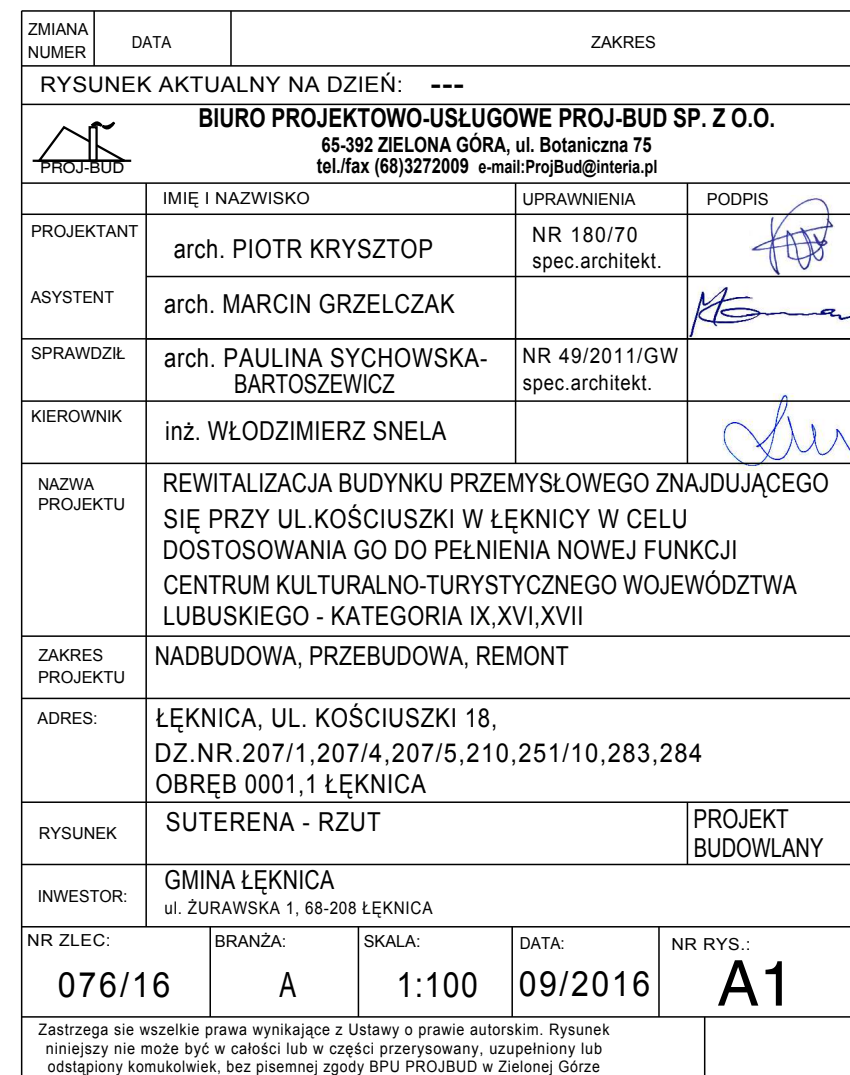 ZMIANA
NUMER
DATA
ZAKRES
RYSUNEK AKTUALNY NA DZIEŃ: ---
PROJ-BUD
BIURO PROJEKTOWO-USŁUGOWE PROJ-BUD SP. Z O.O.
65-392 ZIELONA GÓRA, ul. Botaniczna 75
tel./fax (68)3272009 e-mail:ProjBud@interia.pl
IMIĘ I NAZWISKO
UPRAWNIENIA
PODPIS
PROJEKTANT
arch. PIOTR KRYSZTOP
NR 180/70
spec.architekt.
ASYSTENT
arch. MARCIN GRZELCZAK
SPRAWDZIŁ
arch. PAULINA SYCHOWSKA-
BARTOSZEWICZ
NR 49/2011/GW
spec.architekt.
KIEROWNIK
inż. WŁODZIMIERZ SNELA
NAZWA
PROJEKTU
REWITALIZACJA BUDYNKU PRZEMYSŁOWEGO ZNAJDUJĄCEGO
SIĘ PRZY UL.KOŚCIUSZKI W ŁĘKNICY W CELU
DOSTOSOWANIA GO DO PEŁNIENIA NOWEJ FUNKCJI
CENTRUM KULTURALNO-TURYSTYCZNEGO WOJEWÓDZTWA
LUBUSKIEGO - KATEGORIA IX,XVI,XVII
ZAKRES
PROJEKTU
NADBUDOWA, PRZEBUDOWA, REMONT
ADRES:
ŁĘKNICA, UL. KOŚCIUSZKI 18,
DZ.NR.207/1,207/4,207/5,210,251/10,283,284
OBRĘB 0001,1 ŁĘKNICA
RYSUNEK
SUTERENA - RZUT
PROJEKT
BUDOWLANY
INWESTOR:
GMINA ŁĘKNICA
ul. ŻURAWSKA 1, 68-208 ŁĘKNICA
NR ZLEC:
076/16
BRANŻA:
A
SKALA:
1:100
DATA:
09/2016
NR RYS.:
A1
Zastrzega sie wszelkie prawa wynikające z Ustawy o prawie autorskim. Rysunek
niniejszy nie może być w całości lub w części przerysowany, uzupełniony lub
odstąpiony komukolwiek, bez pisemnej zgody BPU PROJBUD w Zielonej Górze